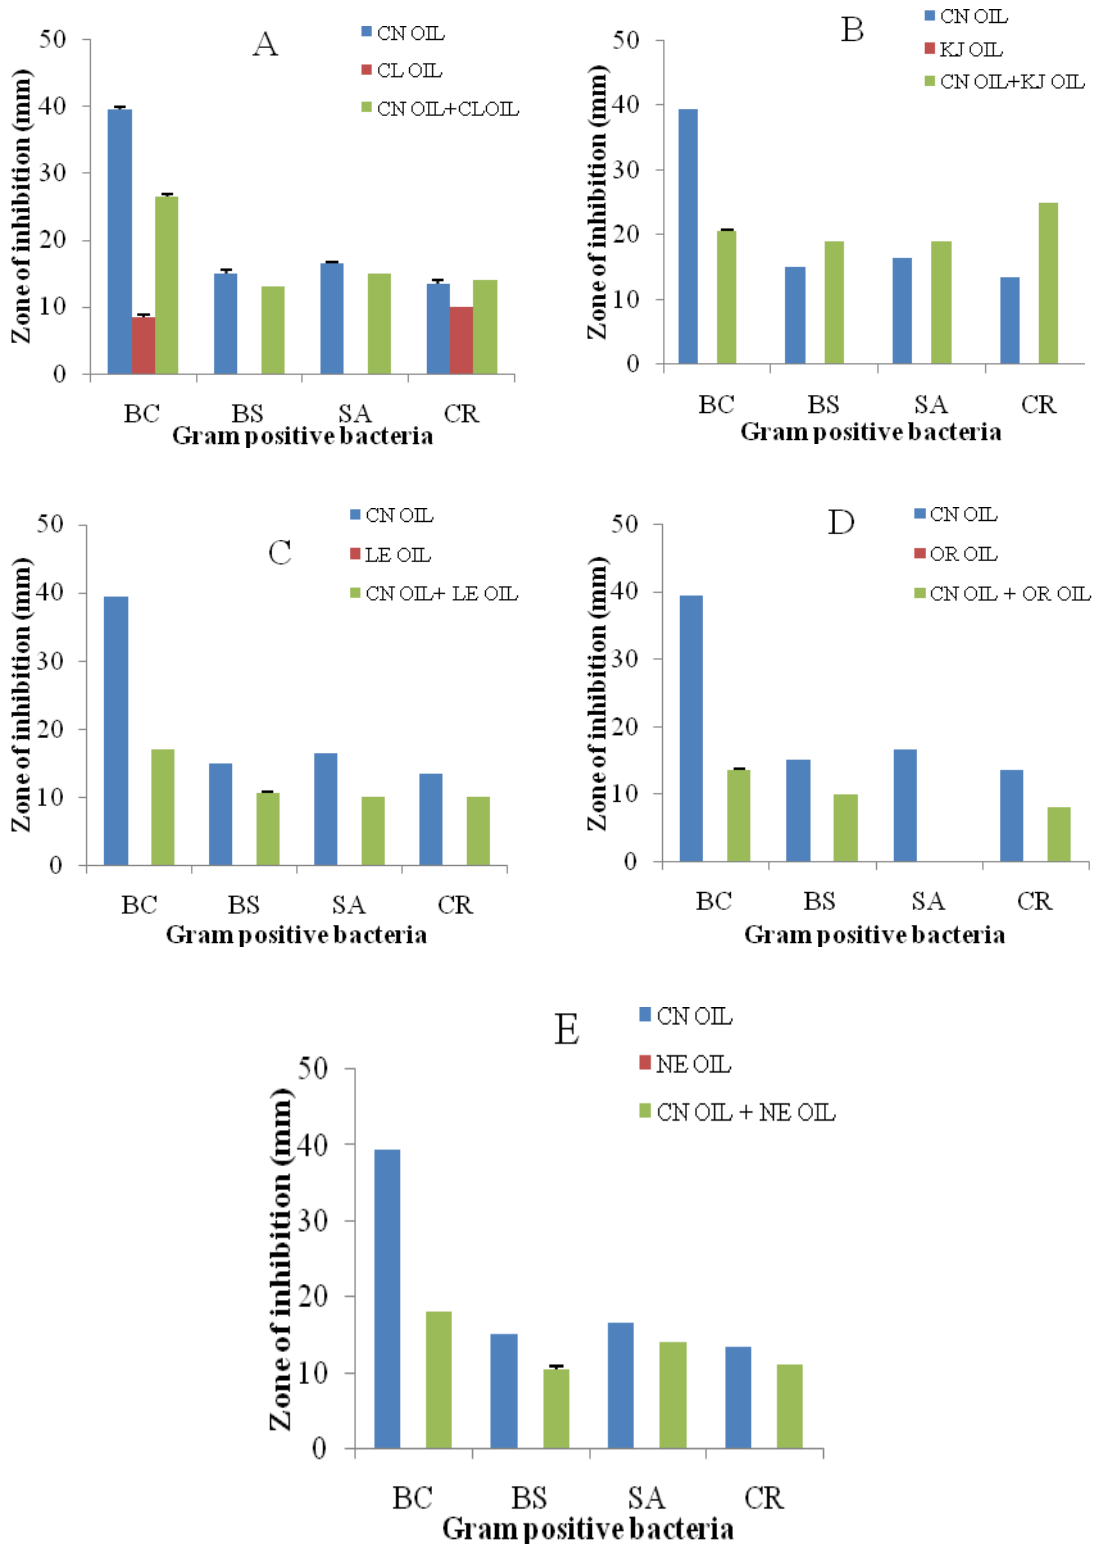 A
CN OIL
CL OIL
CN OIL+CLOIL
Zone of inhibition (mm)
50
40
30
20
10
0
BC BS SA CR
Gram positive bacteria
B
CN OIL
KJ OIL
CN OIL+KJ OIL
Zone of inhibition (mm)
50
40
30
20
10
0
BC BS SA CR
Gram positive bacteria
C
CN OIL
LE OIL
CN OIL+ LE OIL
Zone of inhibition (mm)
50
40
30
20
10
0
BC BS SA CR
Gram positive bacteria
D
CN OIL
OR OIL
CN OIL + OR OIL
Zone of inhibition (mm)
50
40
30
20
10
0
BC BS SA CR
Gram positive bacteria
E
CN OIL
NE OIL
CN OIL + NE OIL
Zone of inhibition (mm)
50
40
30
20
10
0
BC BS SA CR
Gram positive bacteria